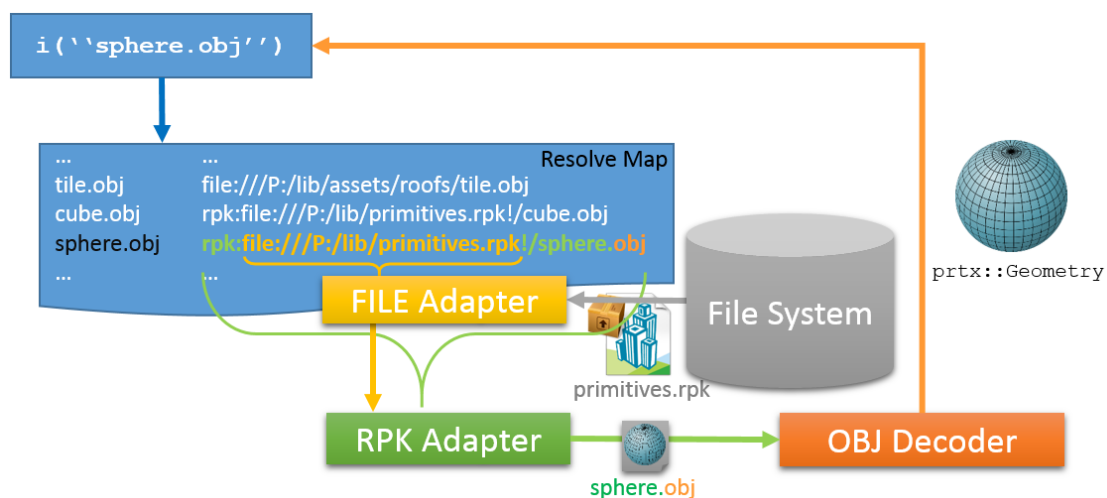 i(‘‘sphere.obj’’)
Resolve Map
... ...
tile.obj file:///P:/lib/assets/roofs/tile.obj
cube.obj rpk:file:///P:/lib/primitives.rpk!/cube.obj
sphere.obj rpk:file:///P:/lib/primitives.rpk!/sphere.obj
... ...
prtx::Geometry
FILE Adapter
File System
primitives.rpk
RPK Adapter
OBJ Decoder
sphere.obj